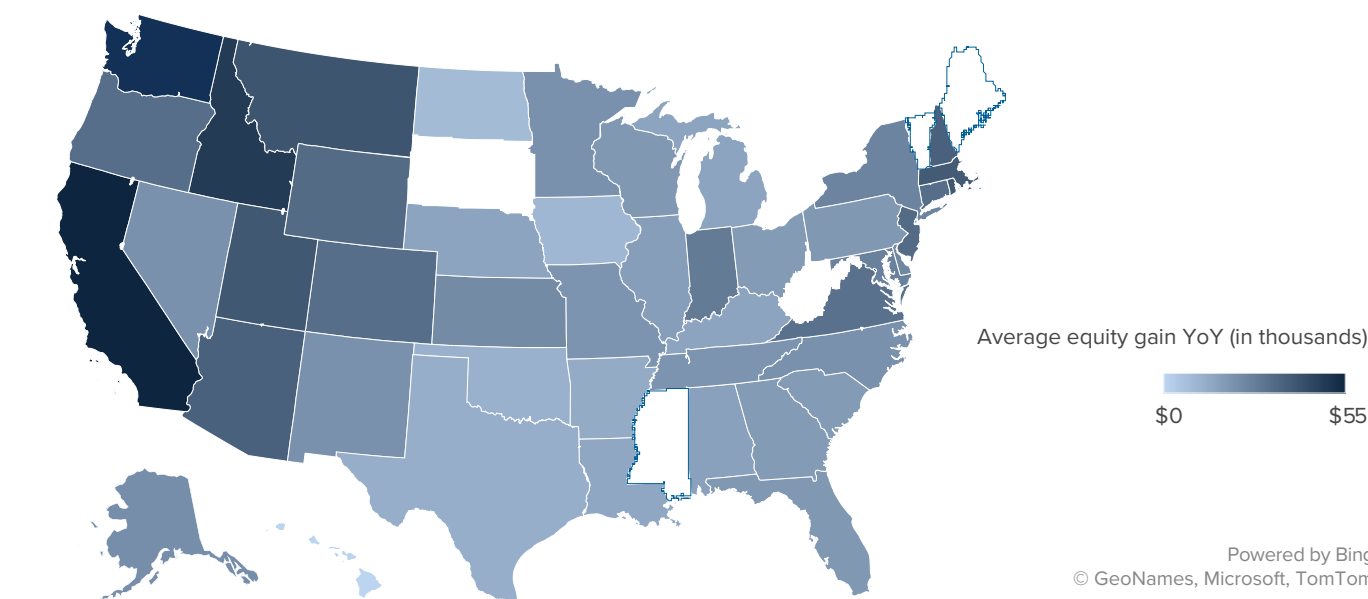 Average equity gain YoY (in thousands)
$0 $55
Powered by Bing
© GeoNames, Microsoft, TomTom